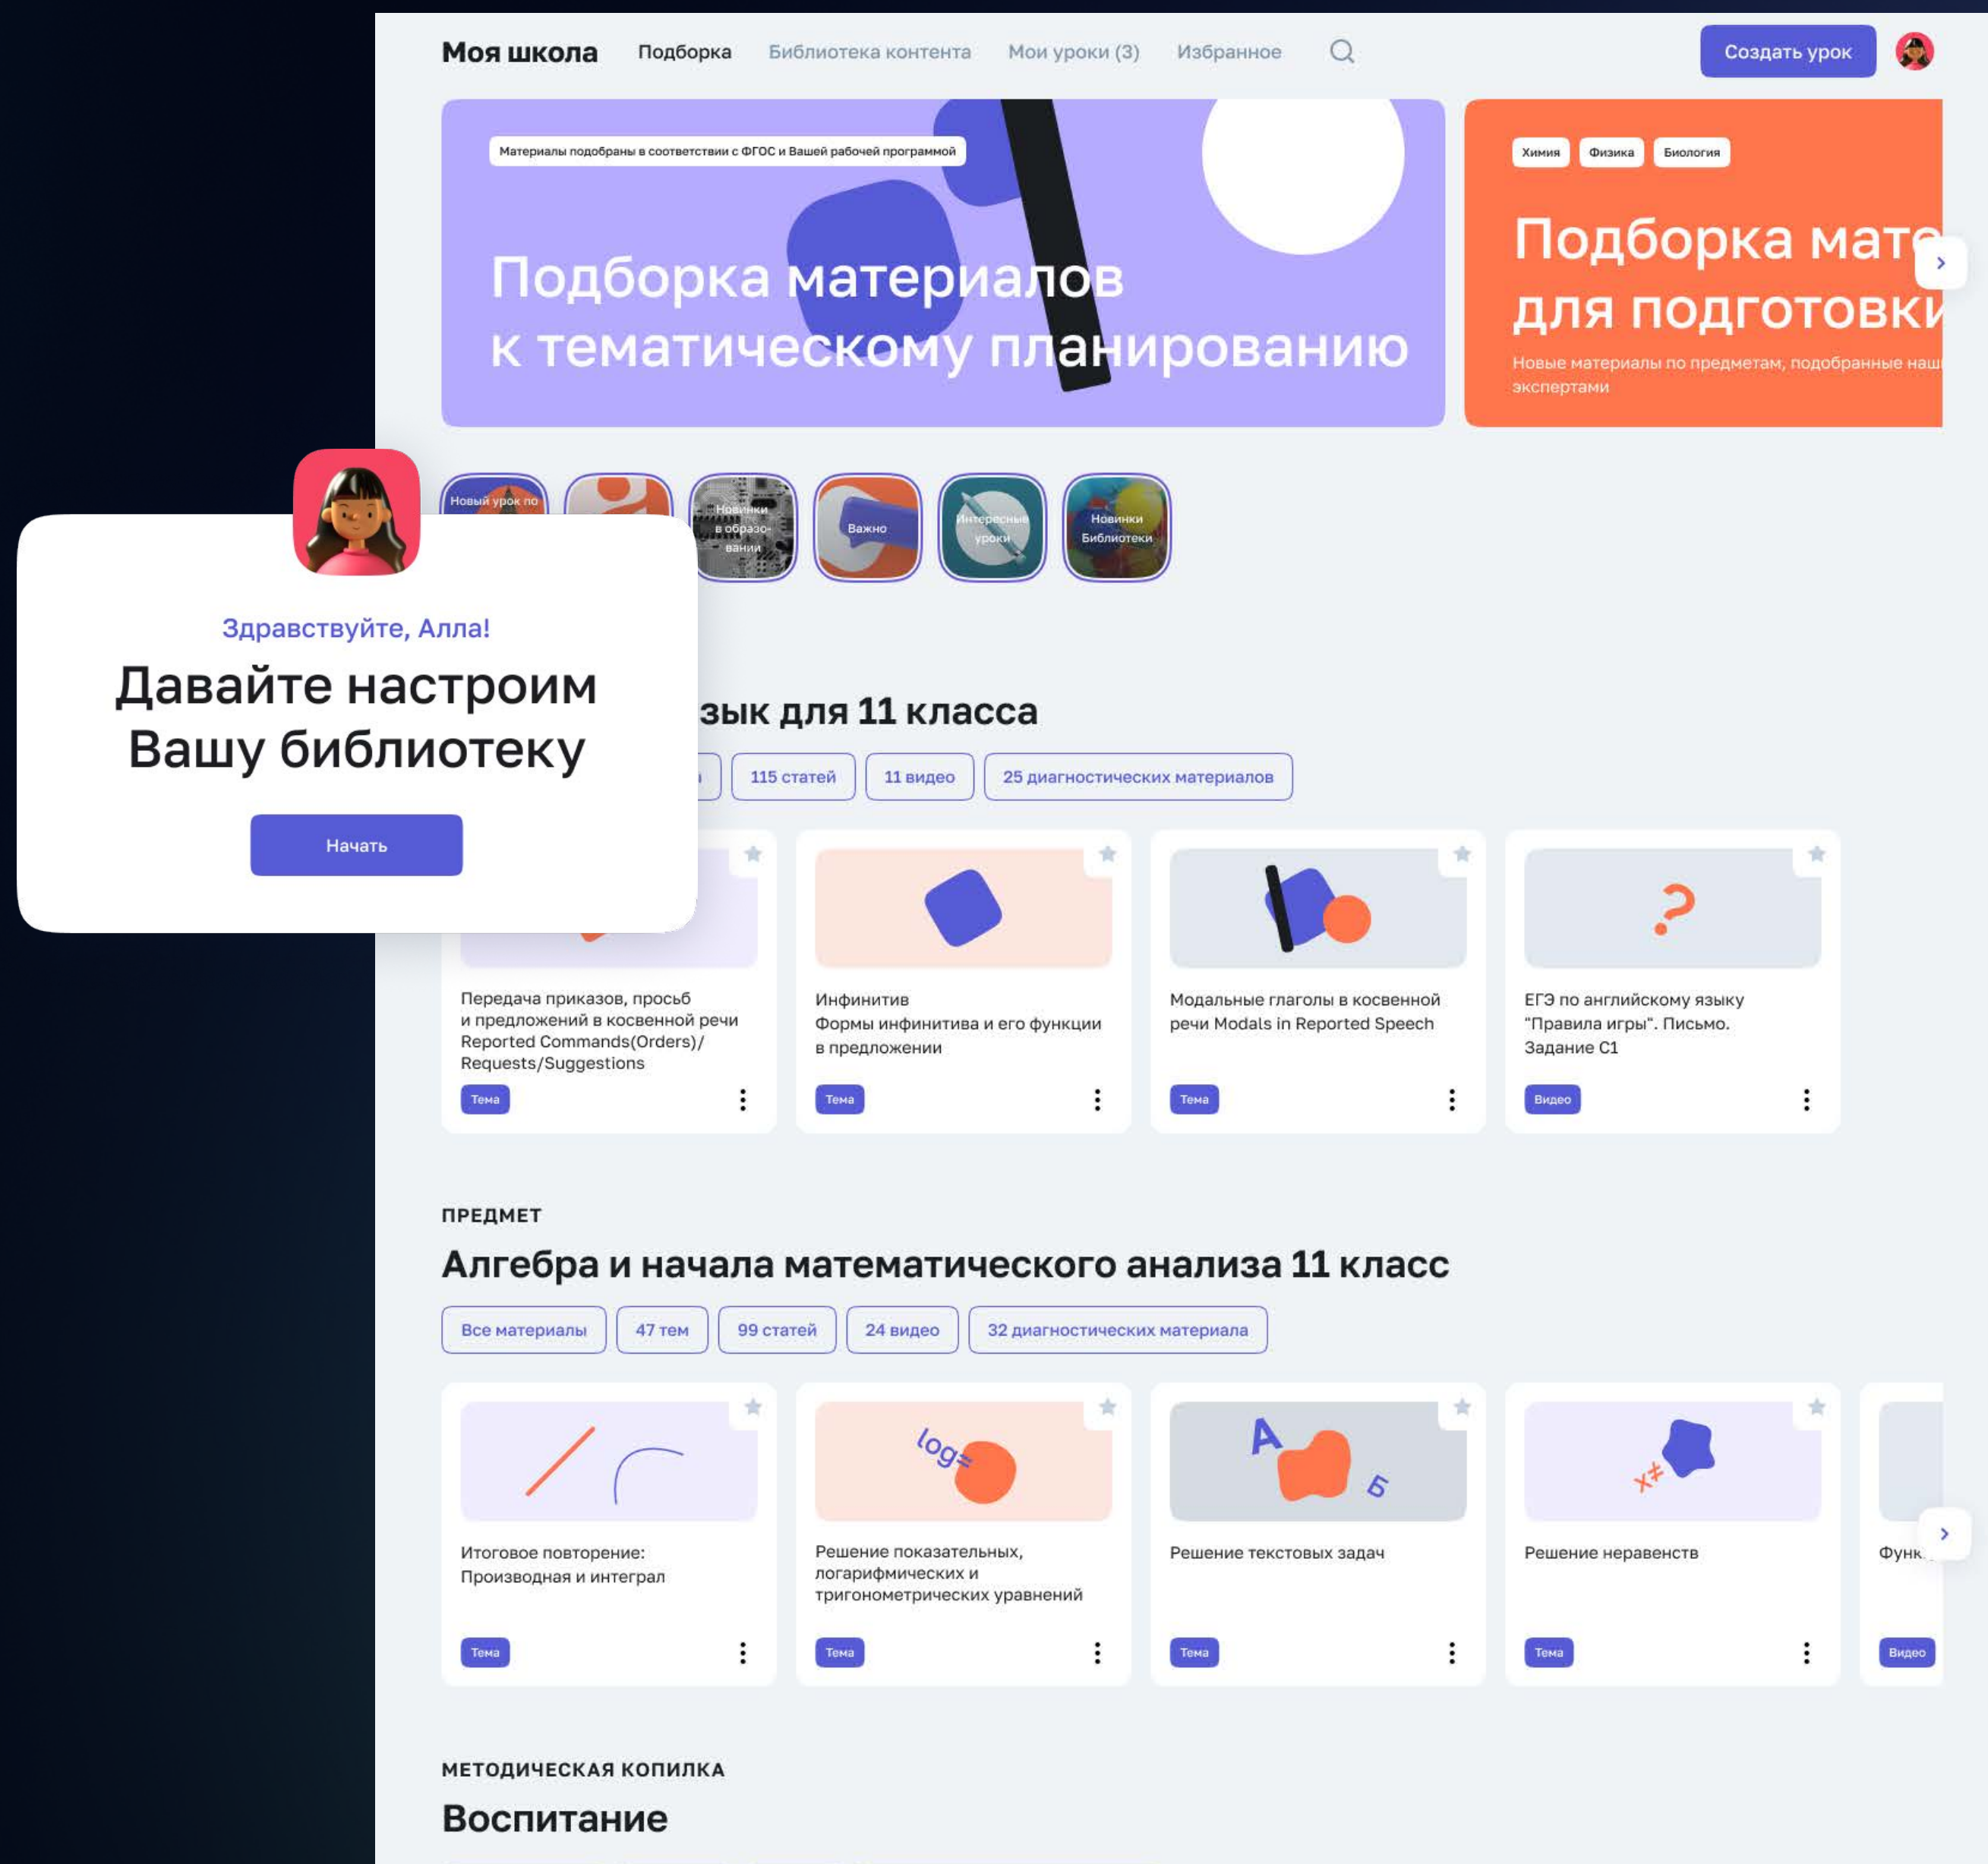 Моя школа
Подборка
Библиотека контента
Мои уроки (3)
Избранное
Создать урок
Материалы подобраны в соответствии с ФГОС и Вашей рабочей программой
Подборка материалов
к тематическому планированию
Химия
Физика
Биология
Подборка мате
для подготовки
Новые материалы по предметам, подобранные наш
экспертами
Новый урок по
Новинки
в образо-
вании
Важно
Интересные
уроки
Новинки
Библиотеки
Здравствуйте, Алла!
Давайте настроим
Вашу библиотеку
Начать
зык для 11 класса
115 статей
11 видео
25 диагностических материалов
Передача приказов, просьб
и предложений в косвенной речи
Reported Commands(Orders)/
Requests/Suggestions
Тема
Инфинитив
Формы инфинитива и его функции
в предложении
Тема
Модальные глаголы в косвенной
речи Modals in Reported Speech
Тема
?
ЕГЭ по английскому языку
"Правила игры". Письмо.
Задание С1
Видео
ПРЕДМЕТ
Алгебра и начала математического анализа 11 класс
Все материалы
47 тем
99 статей
24 видео
32 диагностических материала
Итоговое повторение:
Производная и интеграл
Тема
log=
Решение показательных,
логарифмических и
тригонометрических уравнений
Тема
А
Б
Решение текстовых задач
Тема
x≠
Решение неравенств
Тема
Функ
Видео
МЕТОДИЧЕСКАЯ КОПИЛКА
Воспитание